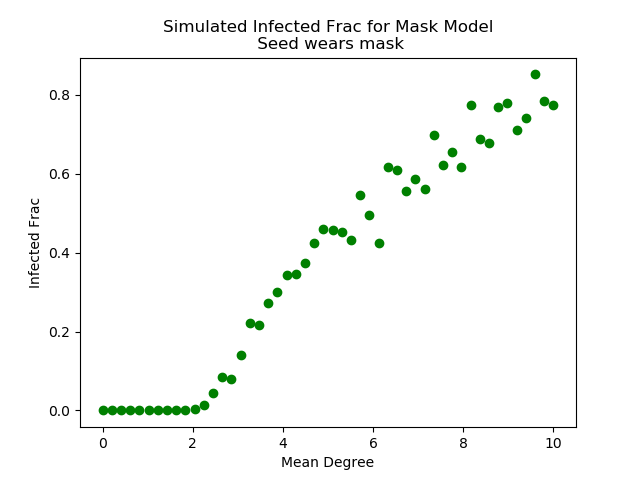 Simulated Infected Frac for Mask Model
Seed wears mask
Infected Frac
0.8
0.6
0.4
0.2
0.0
0 2 4 6 8 10
Mean Degree